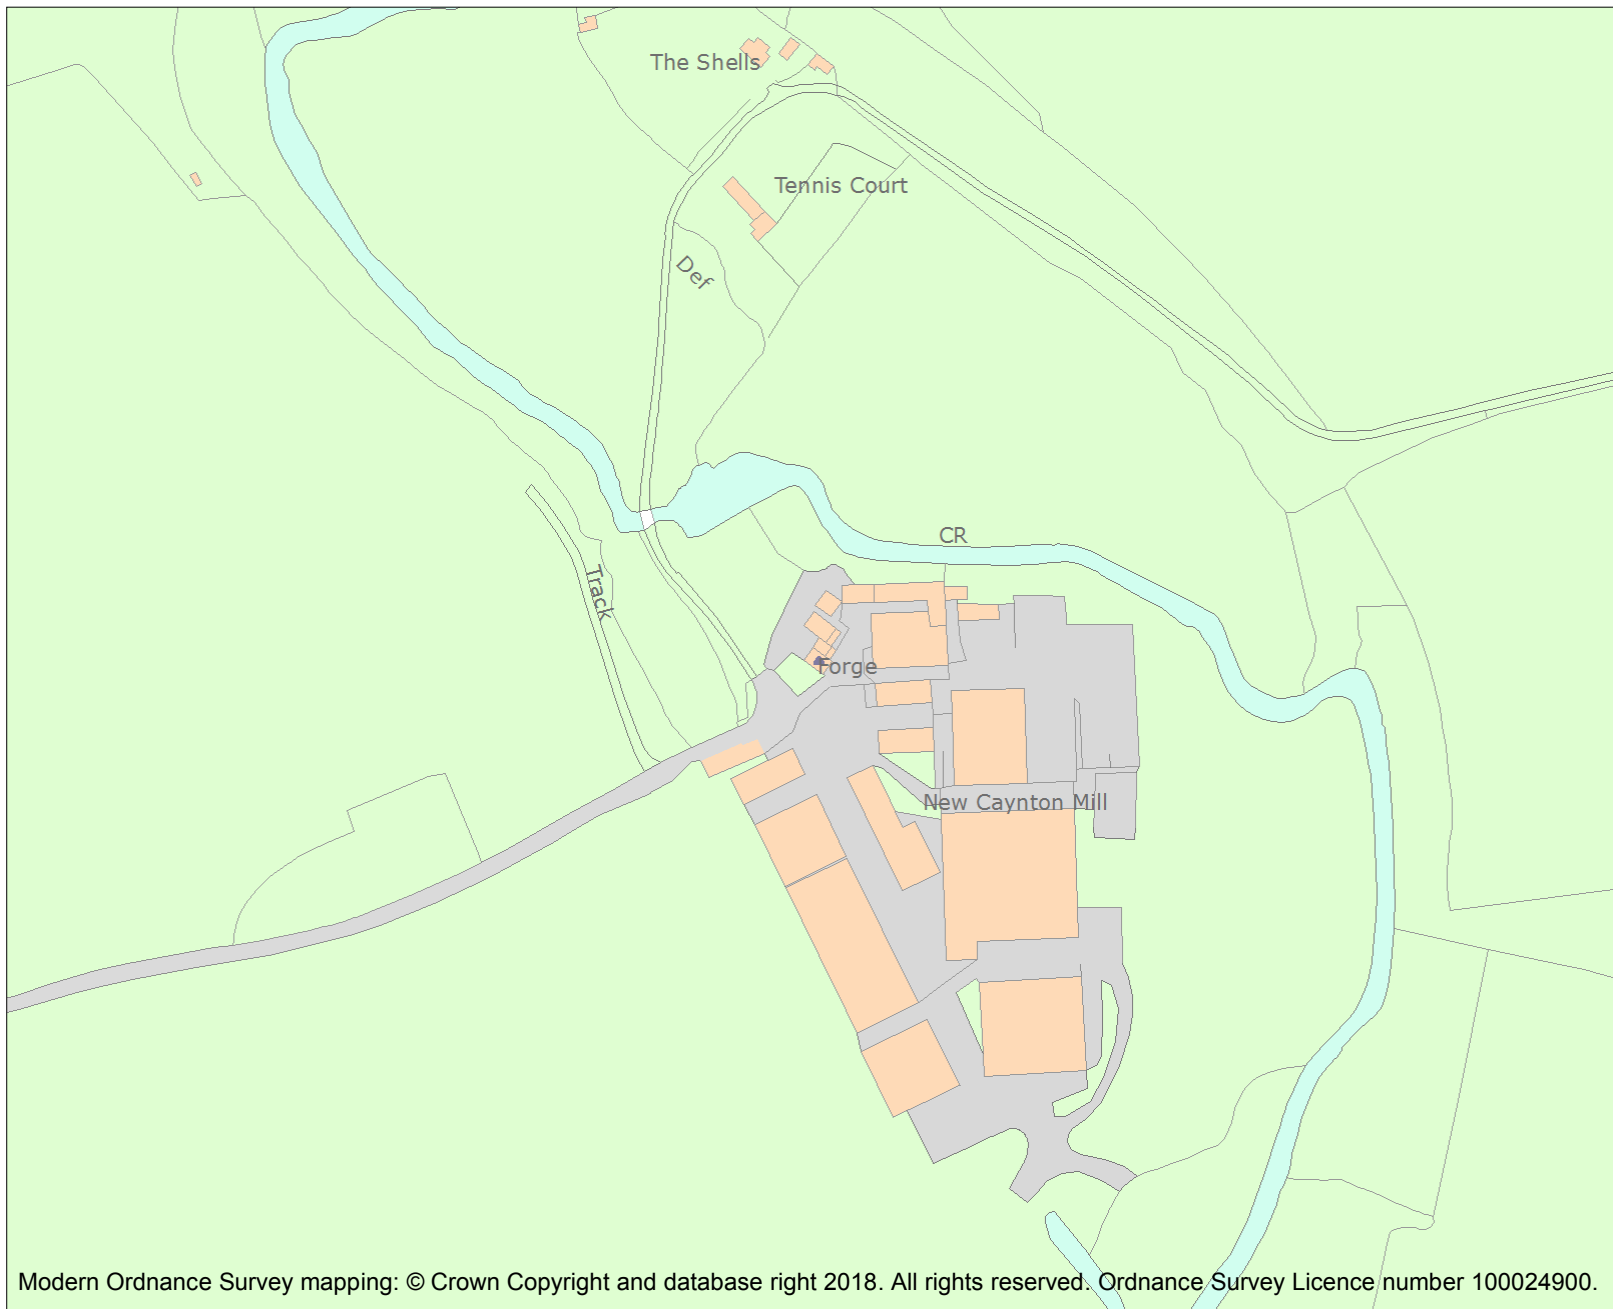 The Shells
Tennis Court
Def
CR
Track
Forge
New Caynton Mill
Modern Ordnance Survey mapping: © Crown Copyright and database right 2018. All rights reserved. Ordnance Survey Licence number 100024900.